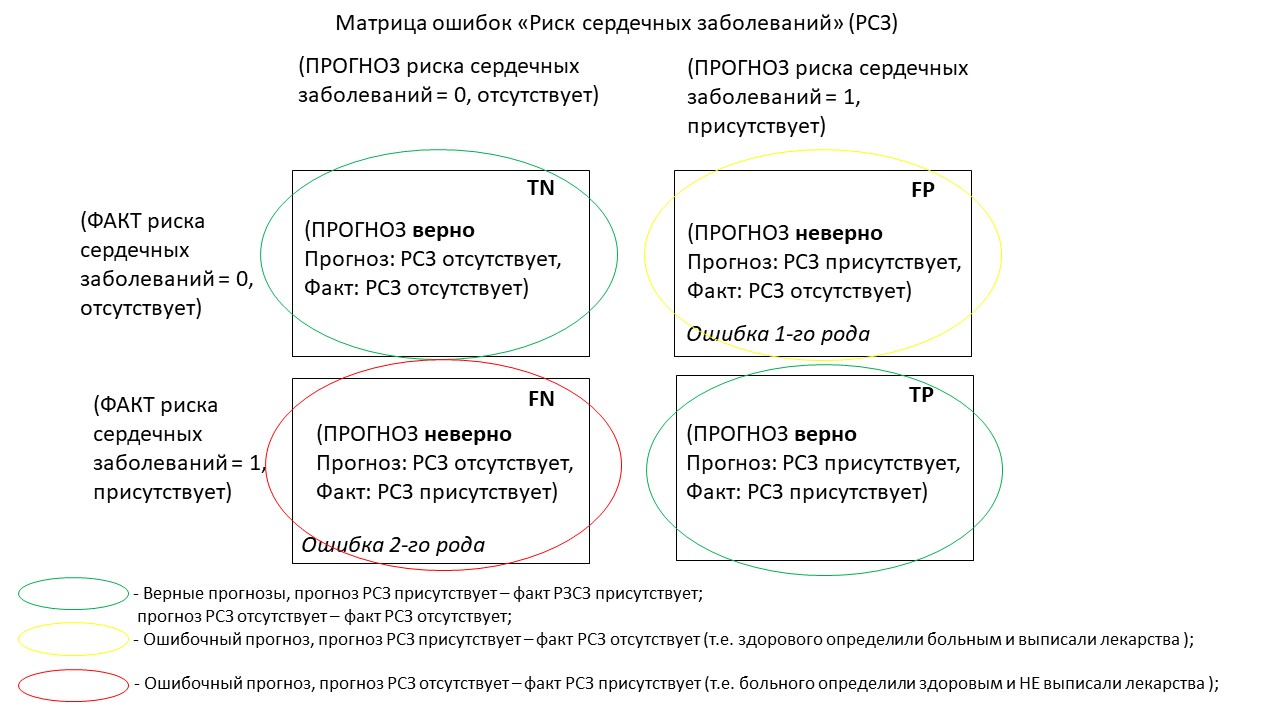 Матрица ошибок «Риск сердечных заболеваний» (РСЗ)
(ПРОГНОЗ риска сердечных
заболеваний = 0, отсутствует)
(ПРОГНОЗ риска сердечных
заболеваний = 1,
присутствует)
(ФАКТ риска
сердечных
заболеваний = 0,
отсутствует)
TN
(ПРОГНОЗ верно
Прогноз: РСЗ отсутствует,
Факт: РСЗ отсутствует)
FP
(ПРОГНОЗ неверно
Прогноз: РСЗ присутствует,
Факт: РСЗ отсутствует)
Ошибка 1-го рода
(ФАКТ риска
сердечных
заболеваний = 1,
присутствует)
FN
(ПРОГНОЗ неверно
Прогноз: РСЗ отсутствует,
Факт: РСЗ присутствует)
Ошибка 2-го рода
TP
(ПРОГНОЗ верно
Прогноз: РСЗ присутствует,
Факт: РСЗ присутствует)
- Верные прогнозы, прогноз РСЗ присутствует – факт РЗСЗ присутствует;
прогноз РСЗ отсутствует – факт РСЗ отсутствует;
- Ошибочный прогноз, прогноз РСЗ присутствует – факт РСЗ отсутствует (т.е. здорового определили больным и выписали лекарства );
- Ошибочный прогноз, прогноз РСЗ отсутствует – факт РСЗ присутствует (т.е. больного определили здоровым и НЕ выписали лекарства );